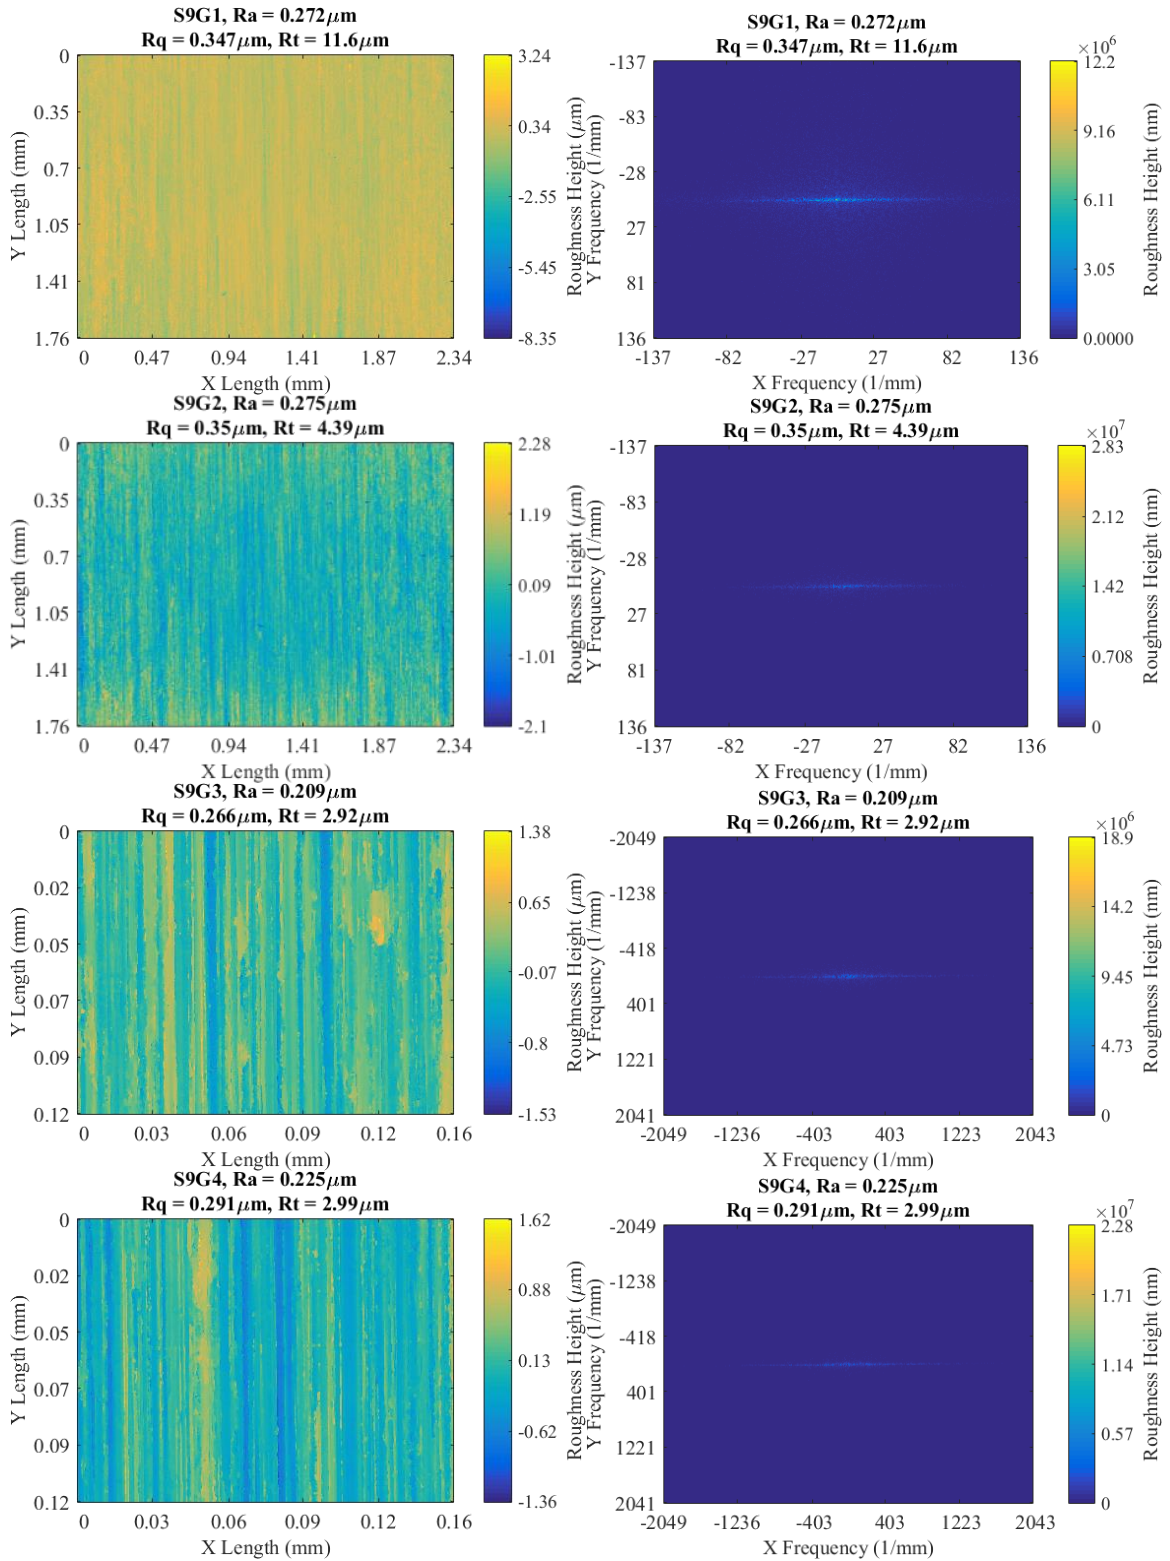 S9G1, Ra = 0.272μm
Rq = 0.347μm, Rt = 11.6μm
0
0.35
0.7
1.05
1.41
1.76
Y Length (mm)
0 0.47 0.94 1.41 1.87 2.34
X Length (mm)
3.24
0.34
-2.55
-5.45
-8.35
Roughness Height (μm)
S9G1, Ra = 0.272μm
Rq = 0.347μm, Rt = 11.6μm
-137
-83
-28
27
81
136
Y Frequency (1/mm)
-137 -82 -27 27 82 136
X Frequency (1/mm)
×10⁶
12.2
9.16
6.11
3.05
0.0000
Roughness Height (nm)
S9G2, Ra = 0.275μm
Rq = 0.35μm, Rt = 4.39μm
0
0.35
0.7
1.05
1.41
1.76
Y Length (mm)
0 0.47 0.94 1.41 1.87 2.34
X Length (mm)
2.28
1.19
0.09
-1.01
-2.1
Roughness Height (μm)
S9G2, Ra = 0.275μm
Rq = 0.35μm, Rt = 4.39μm
-137
-83
-28
27
81
136
Y Frequency (1/mm)
-137 -82 -27 27 82 136
X Frequency (1/mm)
×10⁷
2.83
2.12
1.42
0.708
0
Roughness Height (nm)
S9G3, Ra = 0.209μm
Rq = 0.266μm, Rt = 2.92μm
0
0.02
0.05
0.07
0.09
0.12
Y Length (mm)
0 0.03 0.06 0.09 0.12 0.16
X Length (mm)
1.38
0.65
-0.07
-0.8
-1.53
Roughness Height (μm)
S9G3, Ra = 0.209μm
Rq = 0.266μm, Rt = 2.92μm
-2049
-1238
-418
401
1221
2041
Y Frequency (1/mm)
-2049 -1236 -403 403 1223 2043
X Frequency (1/mm)
×10⁶
18.9
14.2
9.45
4.73
0
Roughness Height (nm)
S9G4, Ra = 0.225μm
Rq = 0.291μm, Rt = 2.99μm
0
0.02
0.05
0.07
0.09
0.12
Y Length (mm)
0 0.03 0.06 0.09 0.12 0.16
X Length (mm)
1.62
0.88
0.13
-0.62
-1.36
Roughness Height (μm)
S9G4, Ra = 0.225μm
Rq = 0.291μm, Rt = 2.99μm
-2049
-1238
-418
401
1221
2041
Y Frequency (1/mm)
-2049 -1236 -403 403 1223 2043
X Frequency (1/mm)
×10⁷
2.28
1.71
1.14
0.57
0
Roughness Height (nm)